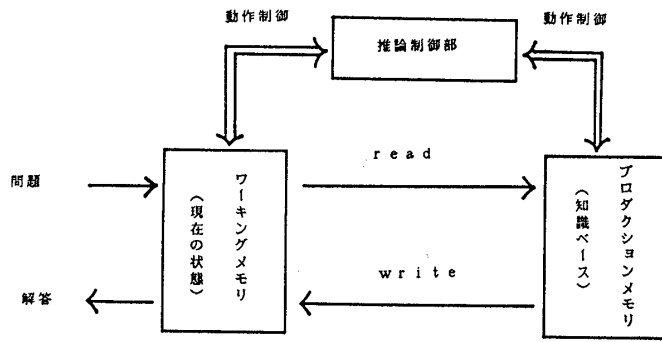 動作制御
動作制御
推論制御部
read
問題
ワーキングメモリ
（現在の状態）
プロダクションメモリ
（知識ベース）
write
解答